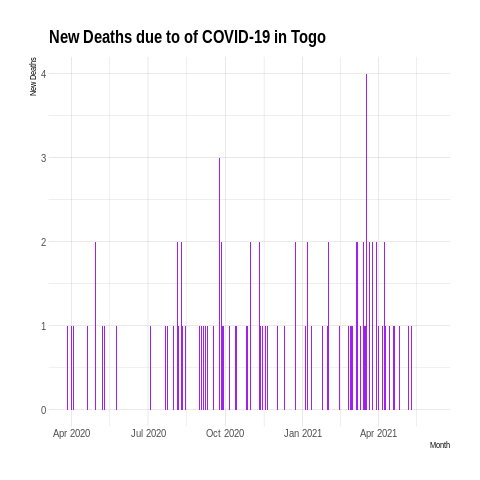 New Deaths due to of COVID-19 in Togo
New Deaths
4
3
2
1
0
Apr 2020 Jul 2020 Oct 2020 Jan 2021 Apr 2021
Month